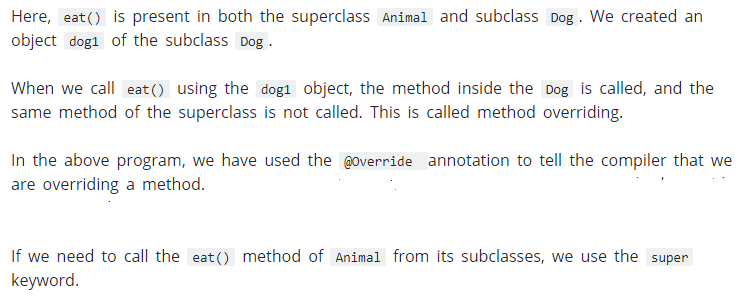 Here, eat() is present in both the superclass Animal and subclass Dog. We created an
object dog1 of the subclass Dog.
When we call eat() using the dog1 object, the method inside the Dog is called, and the
same method of the superclass is not called. This is called method overriding.
In the above program, we have used the @Override annotation to tell the compiler that we
are overriding a method.
If we need to call the eat() method of Animal from its subclasses, we use the super
keyword.